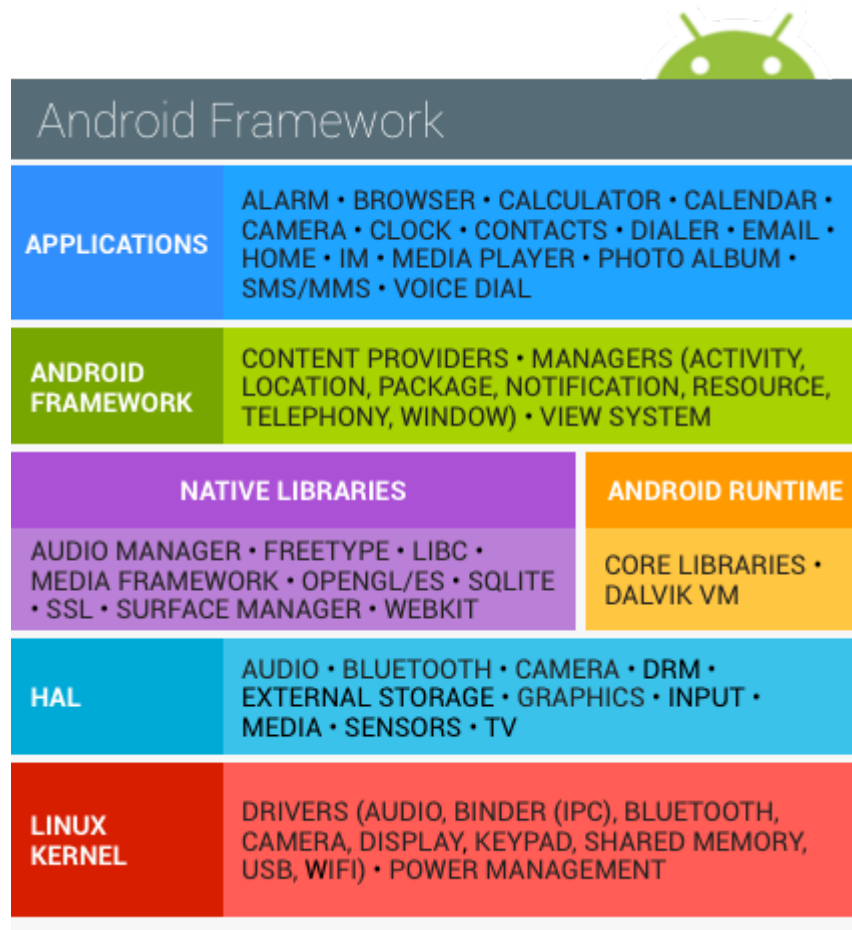 Android Framework
APPLICATIONS
ALARM • BROWSER • CALCULATOR • CALENDAR •
CAMERA • CLOCK • CONTACTS • DIALER • EMAIL •
HOME • IM • MEDIA PLAYER • PHOTO ALBUM •
SMS/MMS • VOICE DIAL
ANDROID
FRAMEWORK
CONTENT PROVIDERS • MANAGERS (ACTIVITY,
LOCATION, PACKAGE, NOTIFICATION, RESOURCE,
TELEPHONY, WINDOW) • VIEW SYSTEM
NATIVE LIBRARIES
AUDIO MANAGER • FREETYPE • LIBC •
MEDIA FRAMEWORK • OPENGL/ES • SQLITE
• SSL • SURFACE MANAGER • WEBKIT
ANDROID RUNTIME
CORE LIBRARIES •
DALVIK VM
HAL
AUDIO • BLUETOOTH • CAMERA • DRM •
EXTERNAL STORAGE • GRAPHICS • INPUT •
MEDIA • SENSORS • TV
LINUX
KERNEL
DRIVERS (AUDIO, BINDER (IPC), BLUETOOTH,
CAMERA, DISPLAY, KEYPAD, SHARED MEMORY,
USB, WIFI) • POWER MANAGEMENT